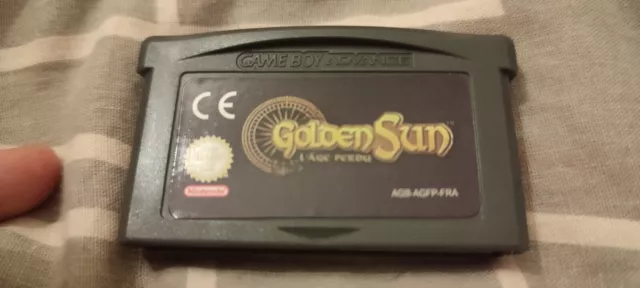 GAME BOY ADVANCE
CE
Golden Sun
L'ÂGE PERDU
Nintendo
AGB-AGFP-FRA